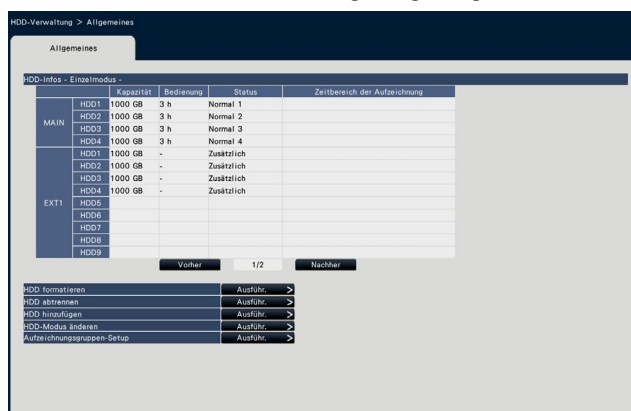 HDD-Verwaltung > Allgemeines
Allgemeines
HDD-Infos - Einzelmodus -
Kapazität Bedienung Status Zeitbereich der Aufzeichnung
MAIN
HDD1 1000 GB 3 h Normal 1
HDD2 1000 GB 3 h Normal 2
HDD3 1000 GB 3 h Normal 3
HDD4 1000 GB 3 h Normal 4
EXT1
HDD1 1000 GB - Zusätzlich
HDD2 1000 GB - Zusätzlich
HDD3 1000 GB - Zusätzlich
HDD4 1000 GB - Zusätzlich
HDD5
HDD6
HDD7
HDD8
HDD9
Vorher 1/2 Nachher
HDD formatieren Ausführ. >
HDD abtrennen Ausführ. >
HDD hinzufügen Ausführ. >
HDD-Modus änderen Ausführ. >
Aufzeichnungsgruppen-Setup Ausführ. >